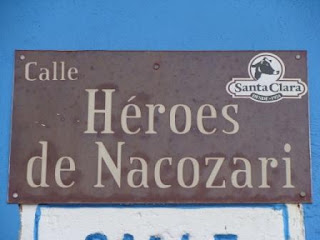 Calle
Santa Clara
Héroes
de Nacozari